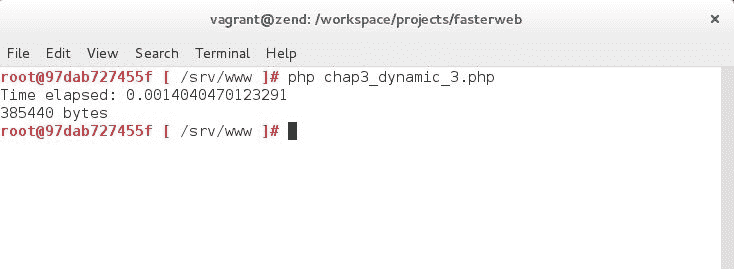 vagrant@zend: /workspace/projects/fasterweb ×
File Edit View Search Terminal Help
root@97dab727455f [ /srv/www ]# php chap3_dynamic_3.php
Time elapsed: 0.0014040470123291
385440 bytes
root@97dab727455f [ /srv/www ]#